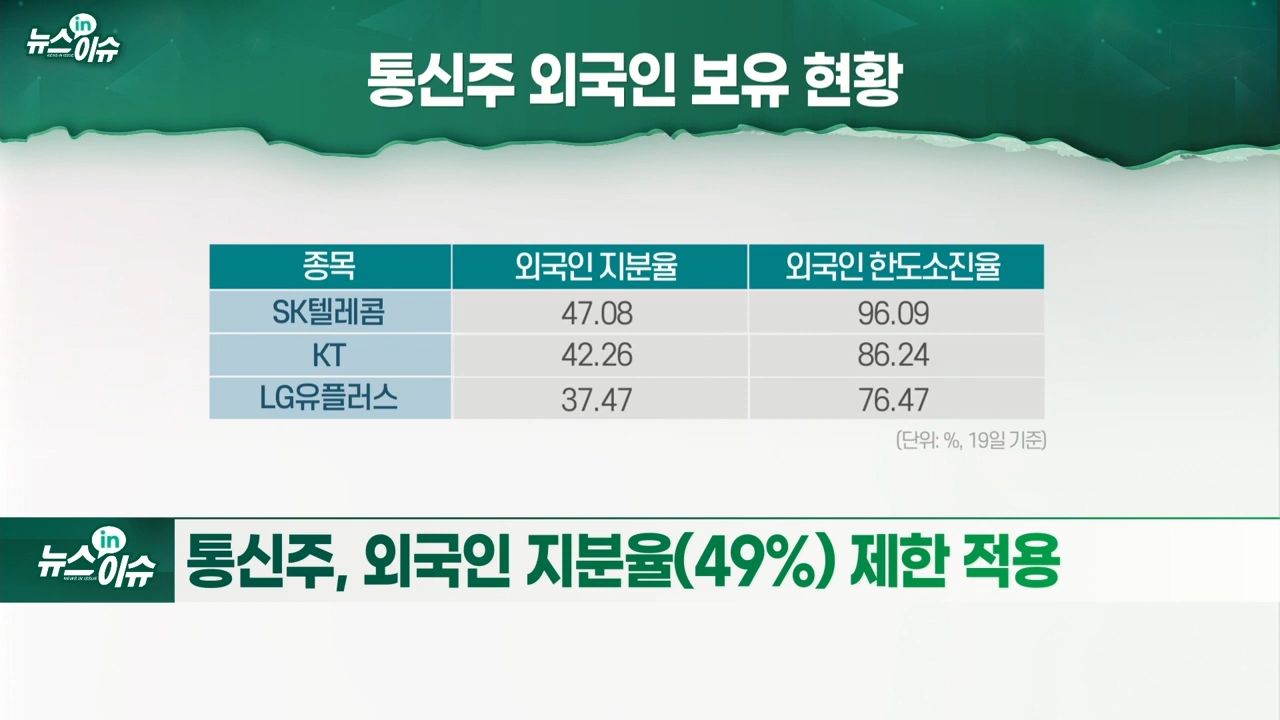 뉴스in이슈
통신주 외국인 보유 현황
종목 외국인 지분율 외국인 한도소진율
SK텔레콤 47.08 96.09
KT 42.26 86.24
LG유플러스 37.47 76.47
(단위: %, 19일 기준)
뉴스in이슈
통신주, 외국인 지분율(49%) 제한 적용